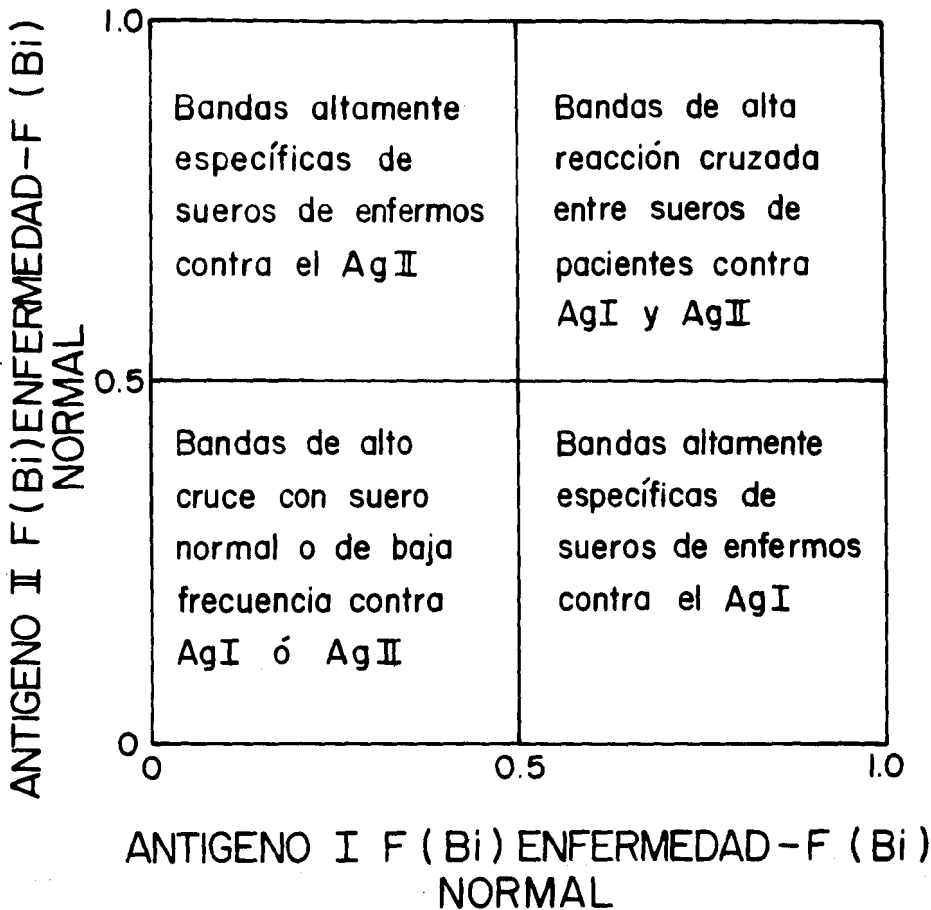 ANTIGENO II F(Bi)ENFERMEDAD-F (Bi)
NORMAL
1.0
0.5
0
Bandas altamente
específicas de
sueros de enfermos
contra el AgII
Bandas de alta
reacción cruzada
entre sueros de
pacientes contra
AgI y AgII
Bandas de alto
cruce con suero
normal o de baja
frecuencia contra
AgI ó AgII
Bandas altamente
específicas de
sueros de enfermos
contra el AgI
0
0.5
1.0
ANTIGENO I F (Bi) ENFERMEDAD-F (Bi)
NORMAL